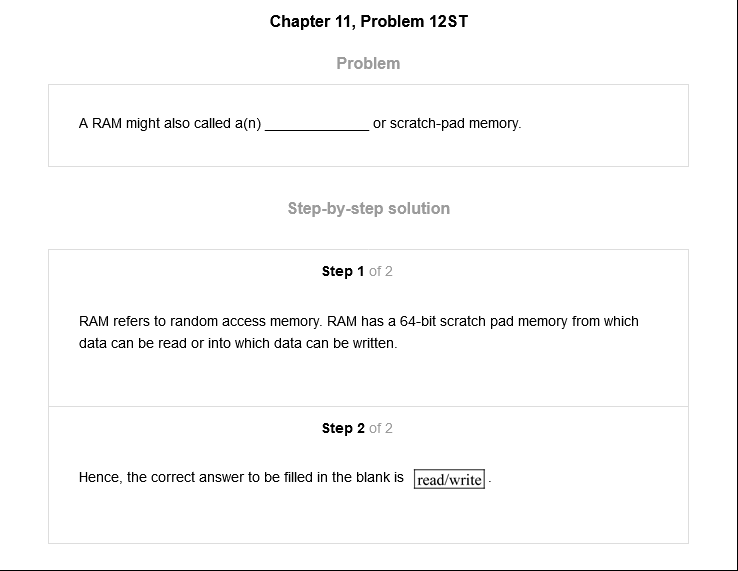 Chapter 11, Problem 12ST
Problem
A RAM might also called a(n) _____________ or scratch-pad memory.
Step-by-step solution
Step 1 of 2
RAM refers to random access memory. RAM has a 64-bit scratch pad memory from which
data can be read or into which data can be written.
Step 2 of 2
Hence, the correct answer to be filled in the blank is read/write .